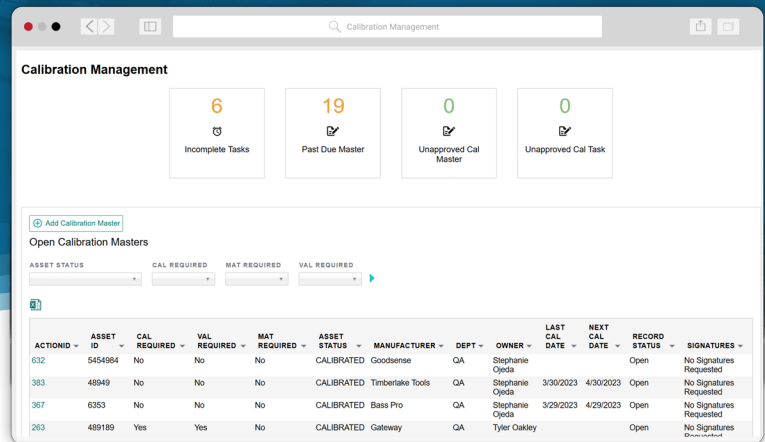 Calibration Management
Calibration Management
6
Incomplete Tasks
19
Past Due Master
0
Unapproved Cal
Master
0
Unapproved Cal Task
Add Calibration Master
Open Calibration Masters
ASSET STATUS CAL REQUIRED MAT REQUIRED VAL REQUIRED
ACTIONID ASSET ID CAL REQUIRED VAL REQUIRED MAT REQUIRED ASSET STATUS MANUFACTURER DEPT OWNER LAST CAL DATE NEXT CAL DATE RECORD STATUS SIGNATURES
632 5454984 No No No CALIBRATED Goodsense QA Stephanie Ojeda Open No Signatures Requested
383 48949 No No No CALIBRATED Timberlake Tools QA Stephanie Ojeda 3/30/2023 4/30/2023 Open No Signatures Requested
367 6353 No No No CALIBRATED Bass Pro QA Stephanie Ojeda 3/29/2023 4/29/2023 Open No Signatures Requested
263 489189 Yes Yes No CALIBRATED Gateway QA Tyler Oakley Open No Signatures Requested